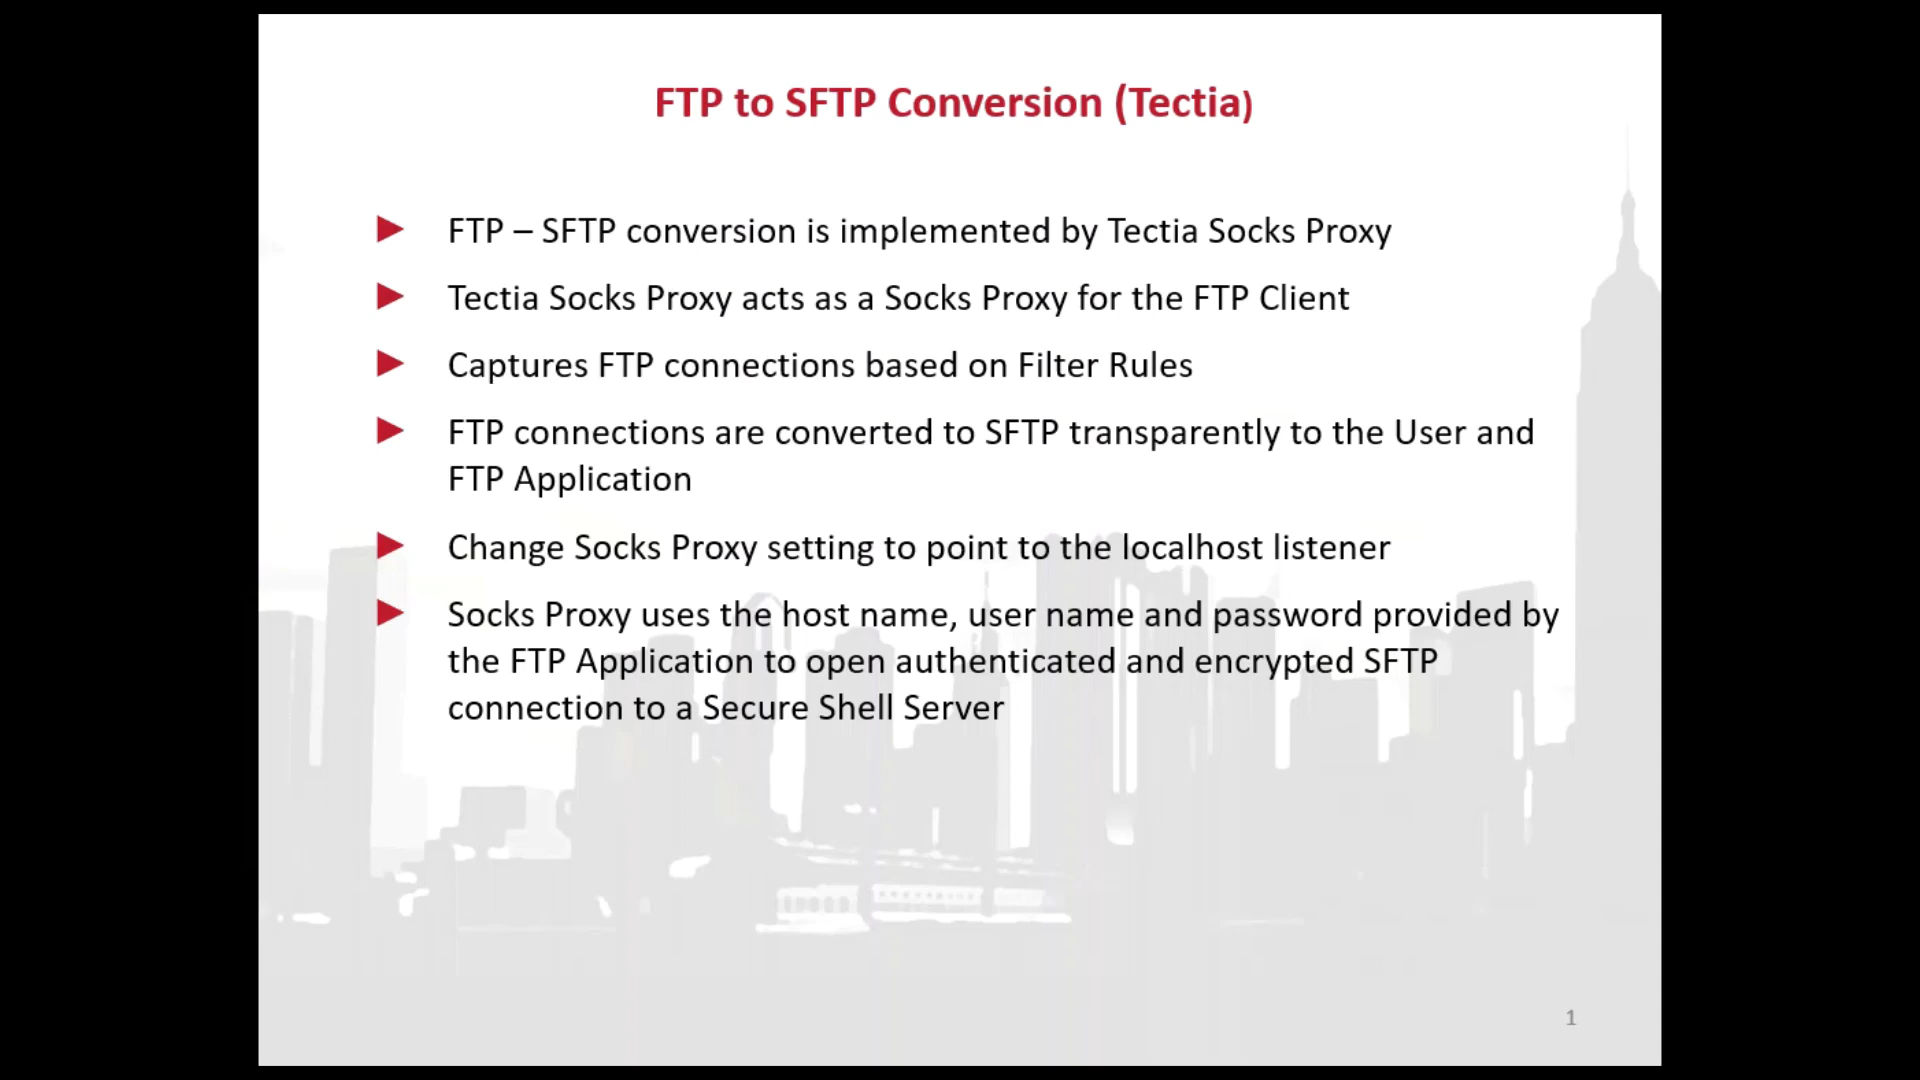 FTP to SFTP Conversion (Tectia)
FTP – SFTP conversion is implemented by Tectia Socks Proxy
Tectia Socks Proxy acts as a Socks Proxy for the FTP Client
Captures FTP connections based on Filter Rules
FTP connections are converted to SFTP transparently to the User and
FTP Application
Change Socks Proxy setting to point to the localhost listener
Socks Proxy uses the host name, user name and password provided by
the FTP Application to open authenticated and encrypted SFTP
connection to a Secure Shell Server
1